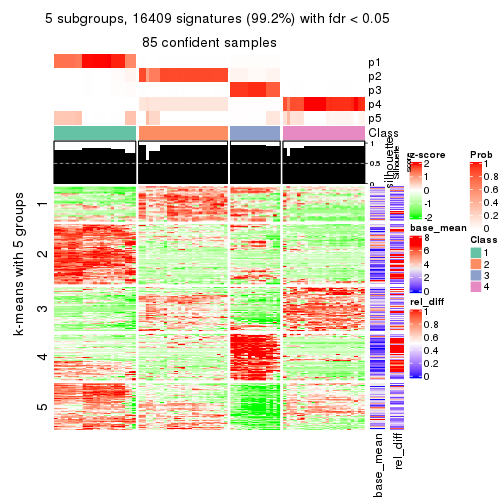 5 subgroups, 16409 signatures (99.2%) with fdr < 0.05
85 confident samples
p1
p2
p3
p4
p5
Class
1
0.5
0
silhouette
Silhouette
score
k-means with 5 groups
1
2
3
4
5
base_mean
rel_diff
z-score
2
1
0
-1
-2
base_mean
8
6
4
2
0
rel_diff
1
0.8
0.6
0.4
0.2
0
Prob
1
0.8
0.6
0.4
0.2
0
Class
1
2
3
4